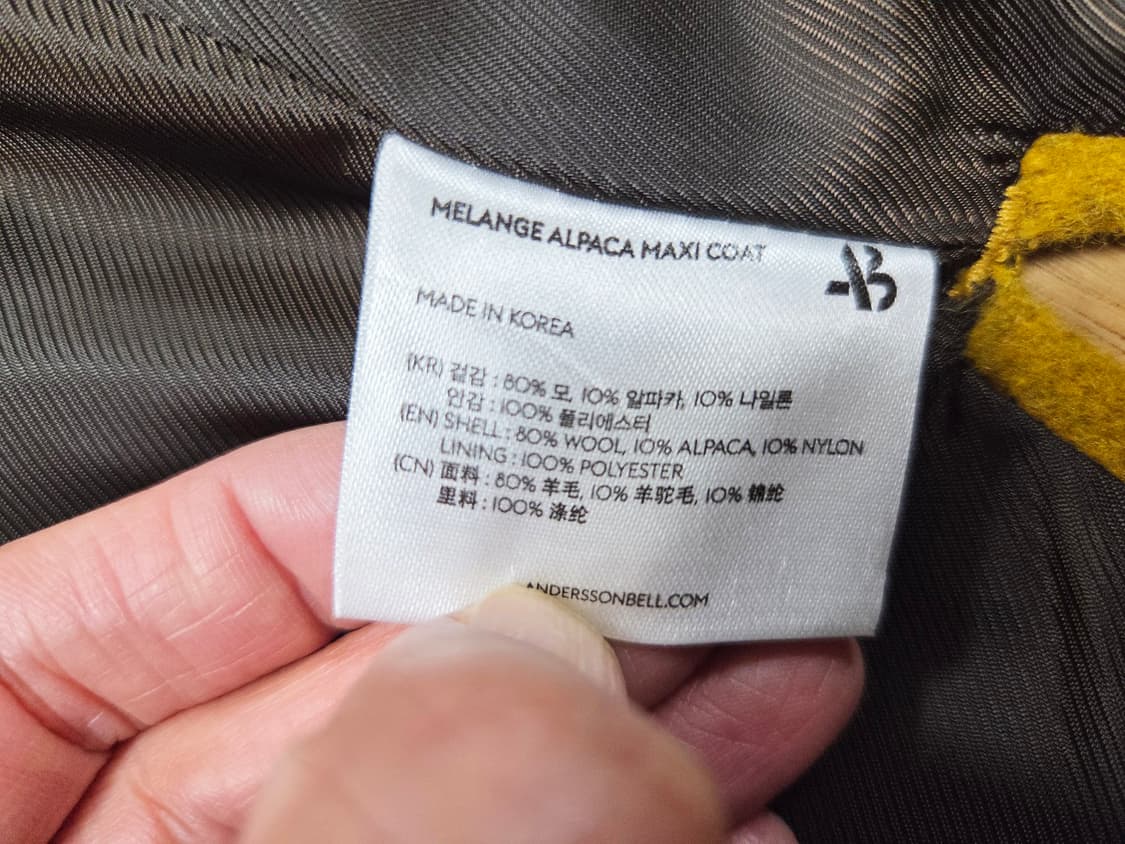 MELANGE ALPACA MAXI COAT
AB
MADE IN KOREA
(KR) 겉감 : 80% 모, 10% 알파카, 10% 나일론
안감 : 100% 폴리에스터
(EN) SHELL : 80% WOOL, 10% ALPACA, 10% NYLON
LINING : 100% POLYESTER
(CN) 面料 : 80% 羊毛, 10% 羊驼毛, 10% 锦纶
里料 : 100% 涤纶
ANDERSSONBELL.COM